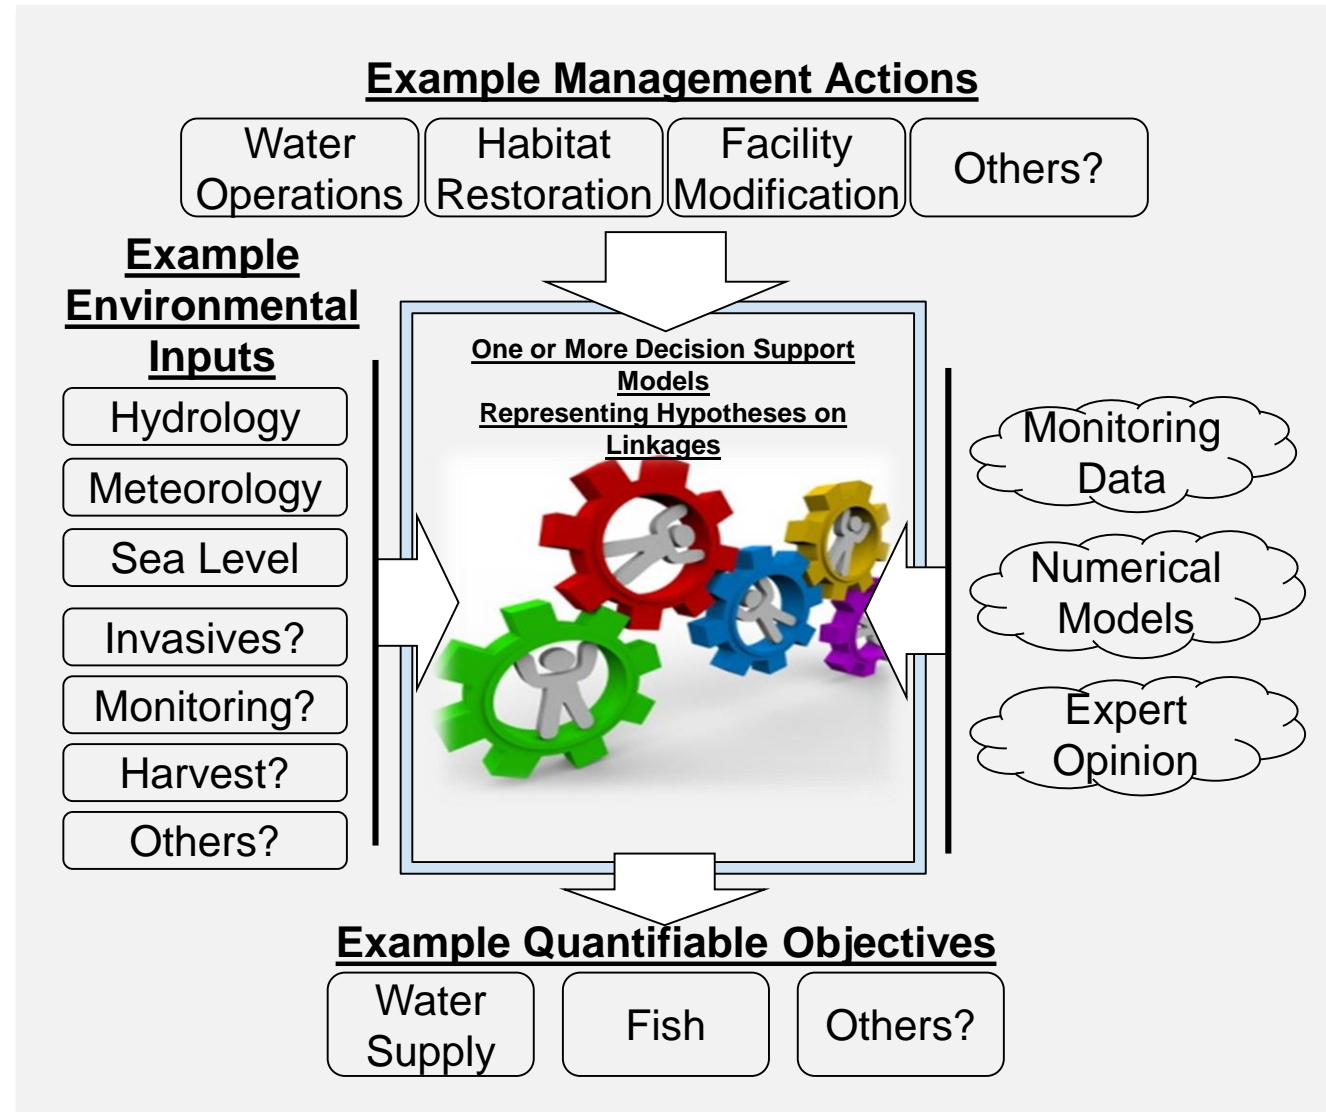 Example Management Actions
Water
Operations
Habitat
Restoration
Facility
Modification
Others?
Example
Environmental
Inputs
Hydrology
Meteorology
Sea Level
Invasives?
Monitoring?
Harvest?
Others?
One or More Decision Support
Models
Representing Hypotheses on
Linkages
Monitoring
Data
Numerical
Models
Expert
Opinion
Example Quantifiable Objectives
Water
Supply
Fish
Others?